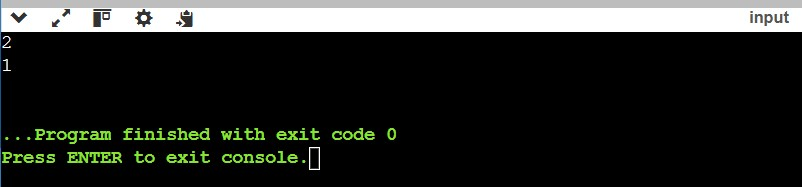 input
2
1
...Program finished with exit code 0
Press ENTER to exit console.